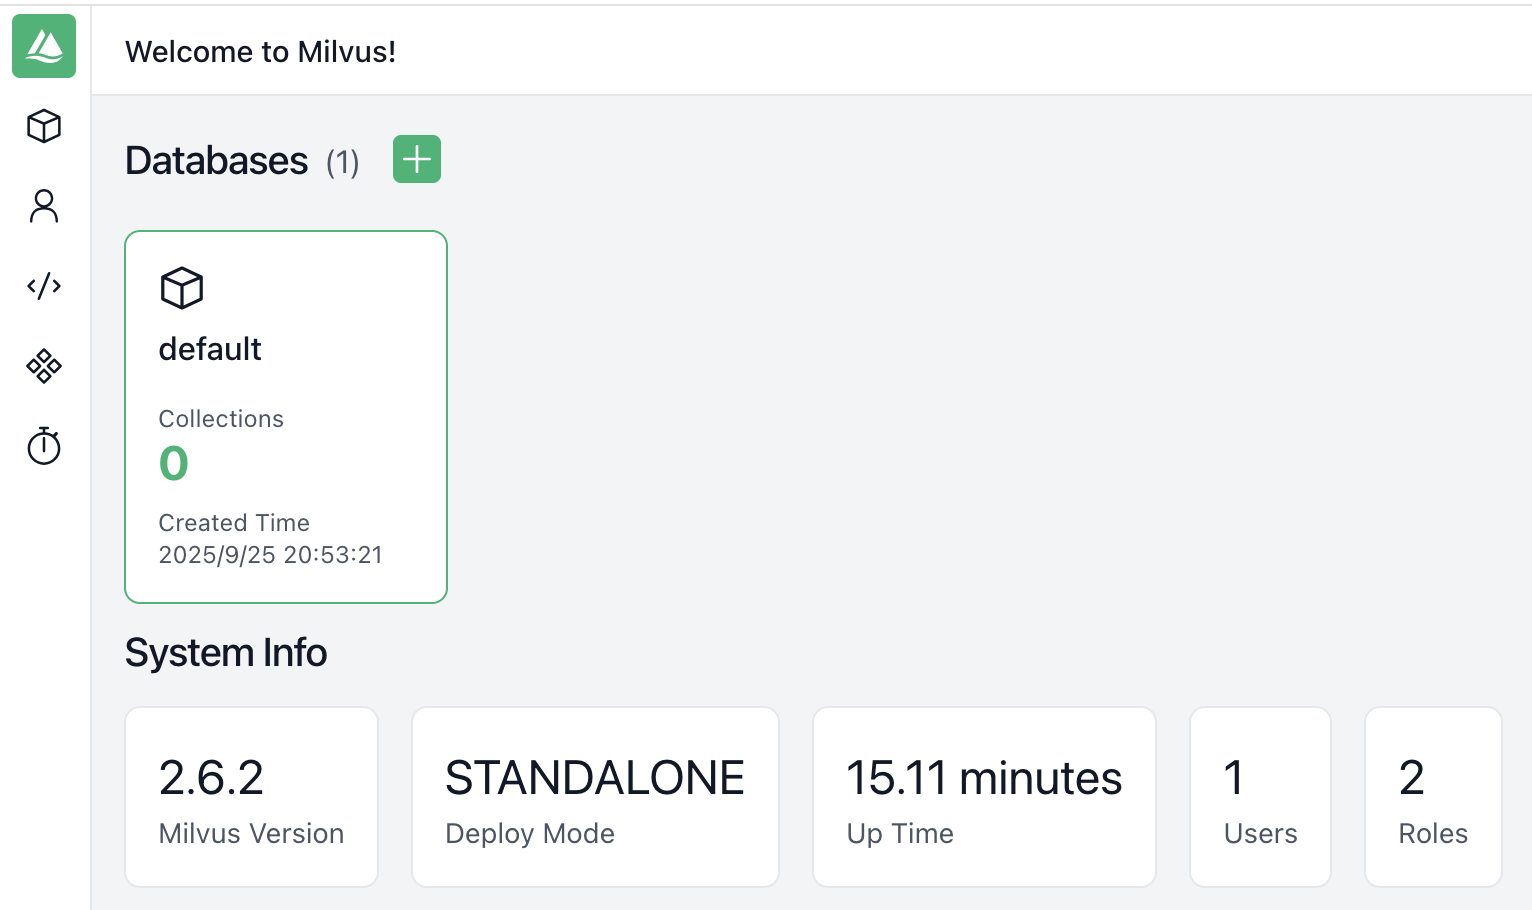 Welcome to Milvus!
Databases (1)
default
Collections
0
Created Time
2025/9/25 20:53:21
System Info
2.6.2
Milvus Version
STANDALONE
Deploy Mode
15.11 minutes
Up Time
1
Users
2
Roles